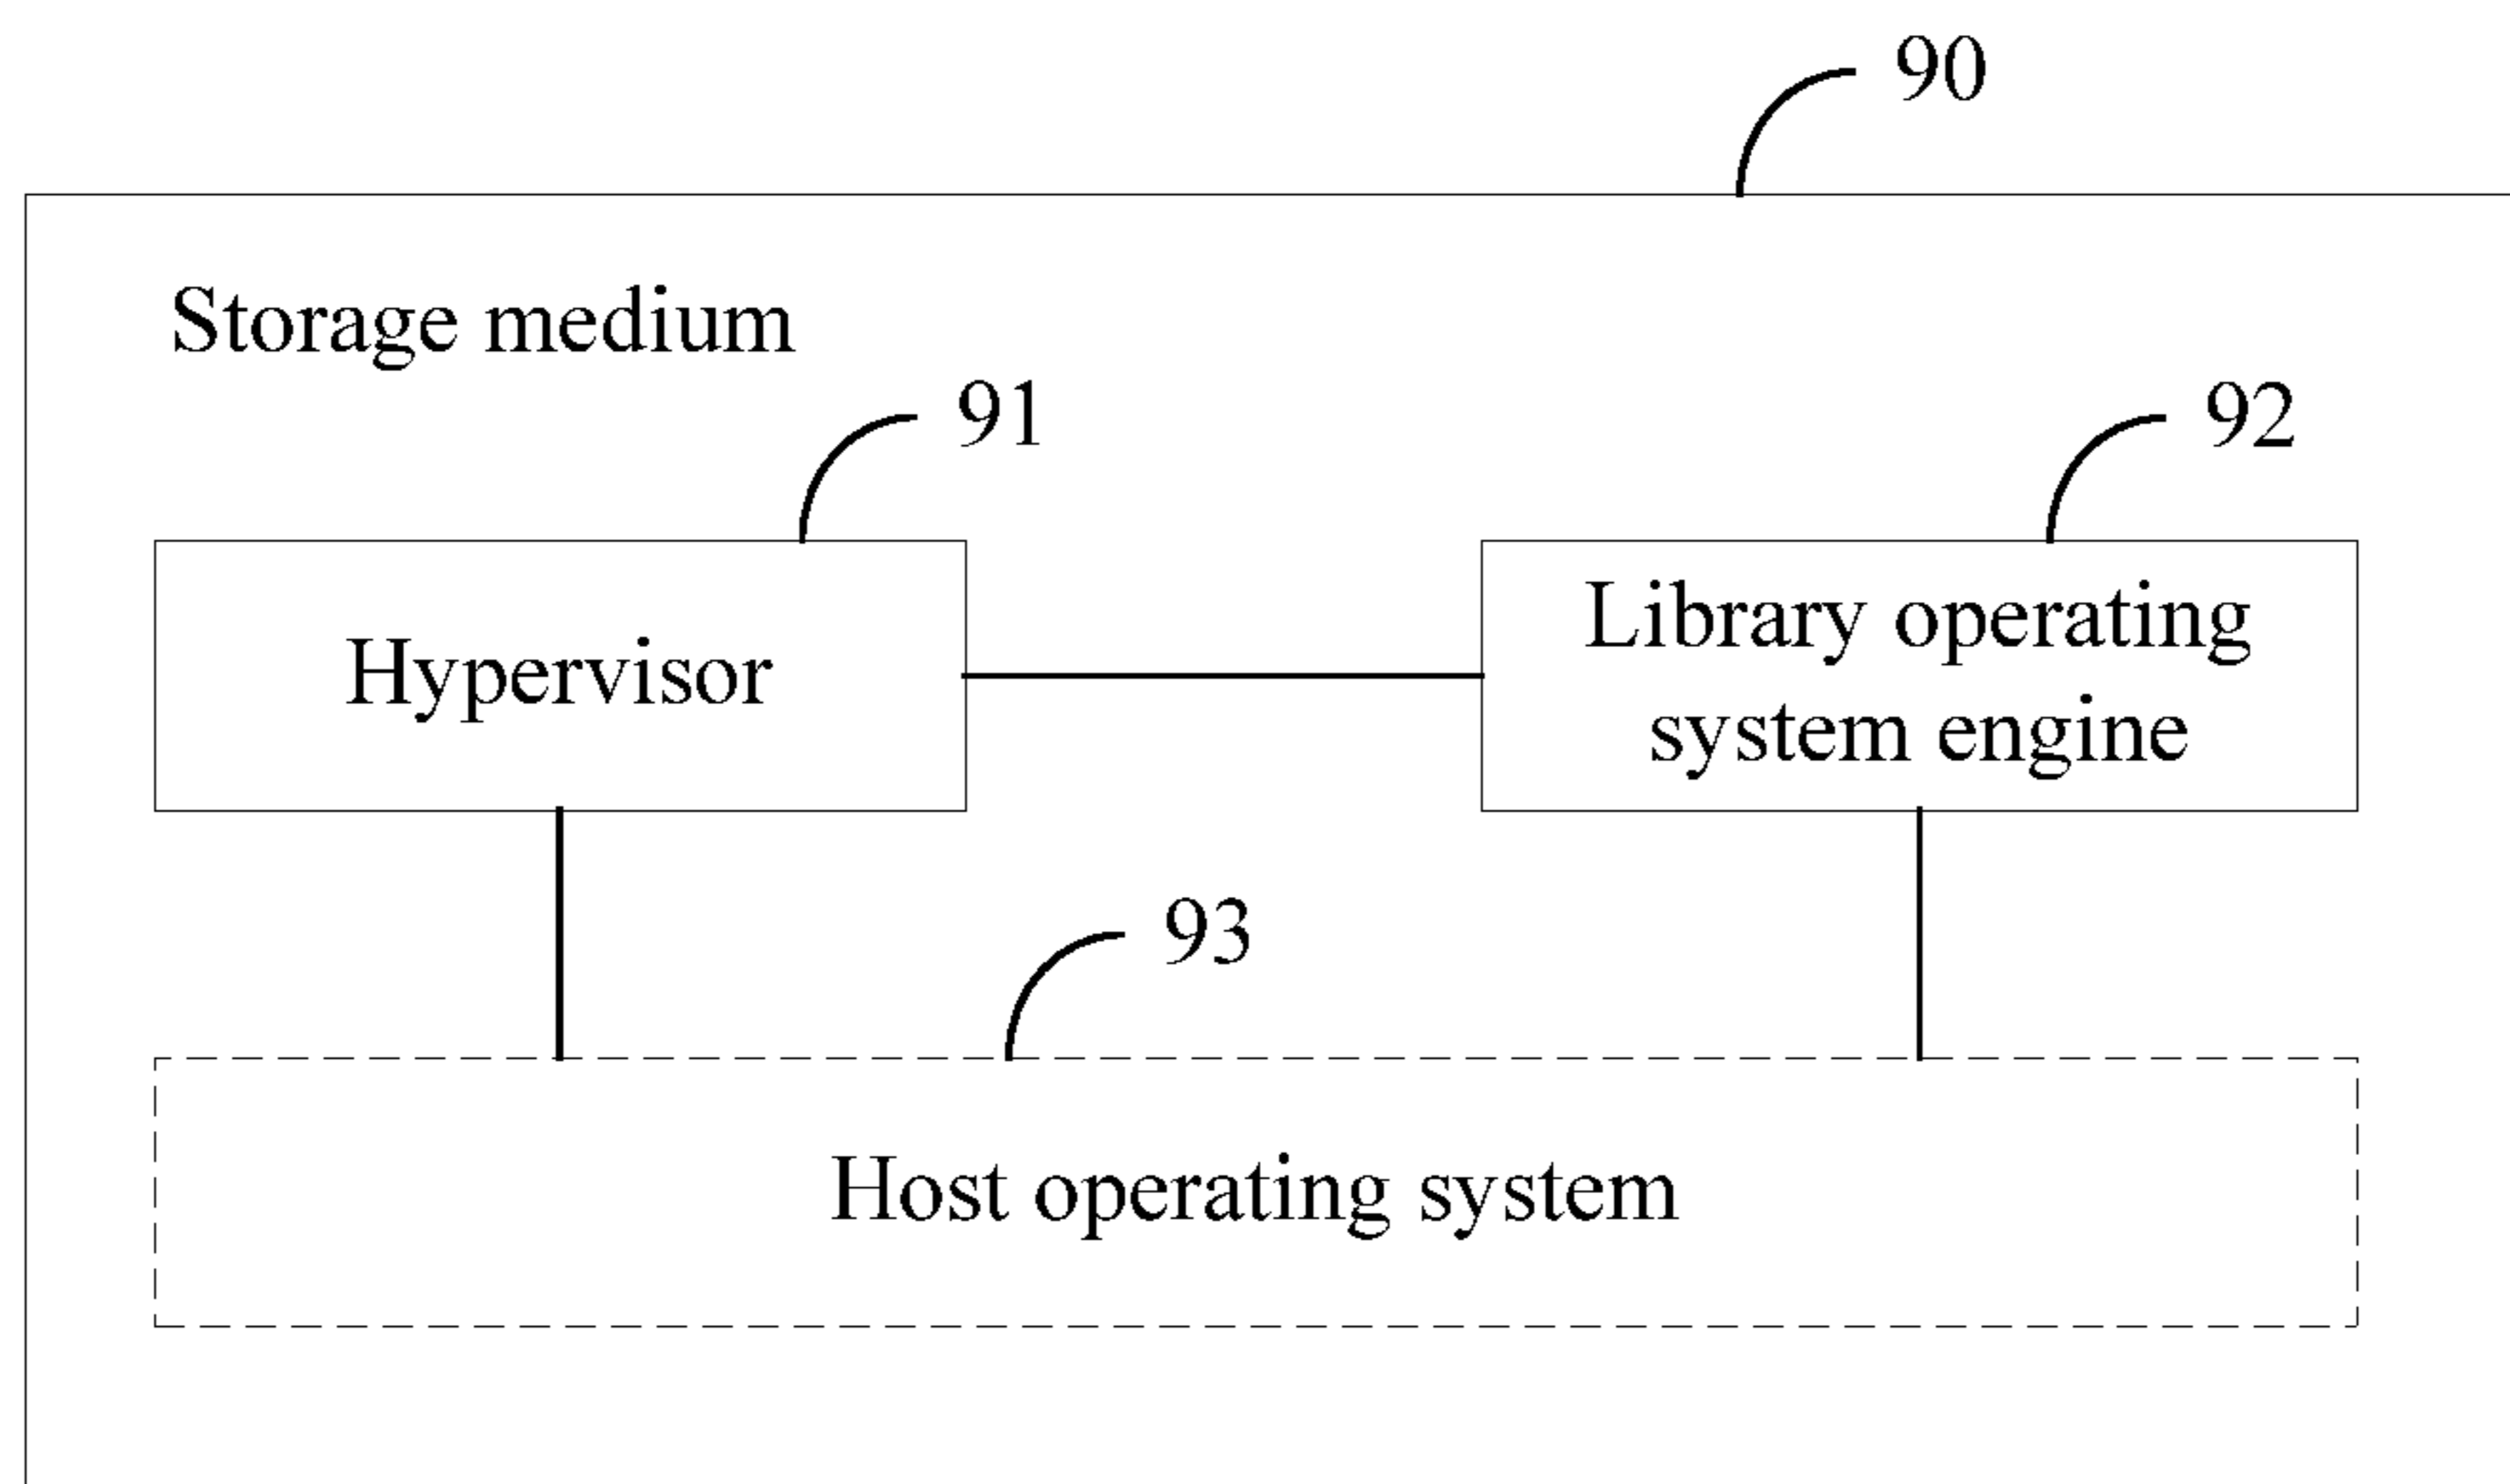 90
Storage medium
91
92
Hypervisor
Library operating
system engine
93
Host operating system